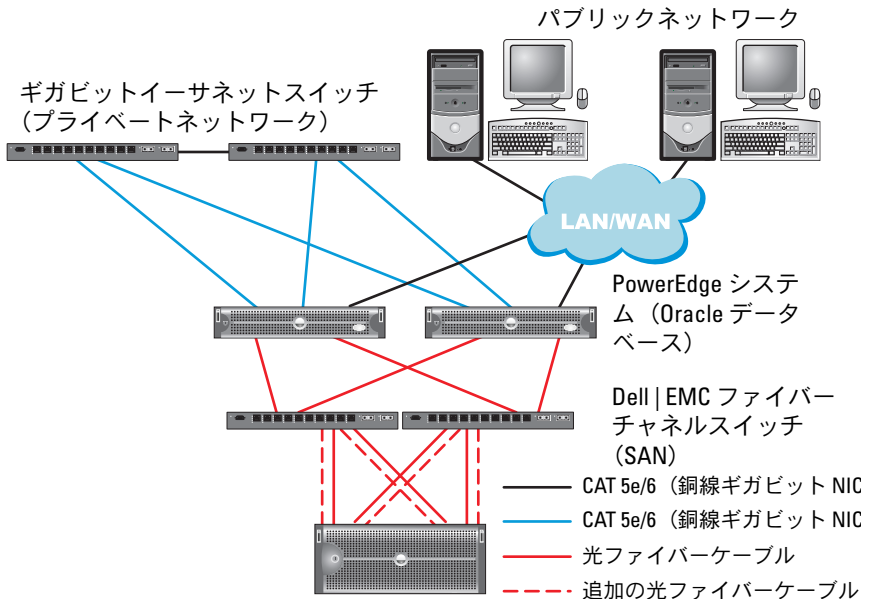 パブリックネットワーク
ギガビットイーサネットスイッチ
（プライベートネットワーク）
LAN/WAN
PowerEdge システ
ム（Oracle データ
ベース）
Dell | EMC ファイバー
チャネルスイッチ
（SAN）
CAT 5e/6（銅線ギガビット NIC
CAT 5e/6（銅線ギガビット NIC
光ファイバーケーブル
追加の光ファイバーケーブル